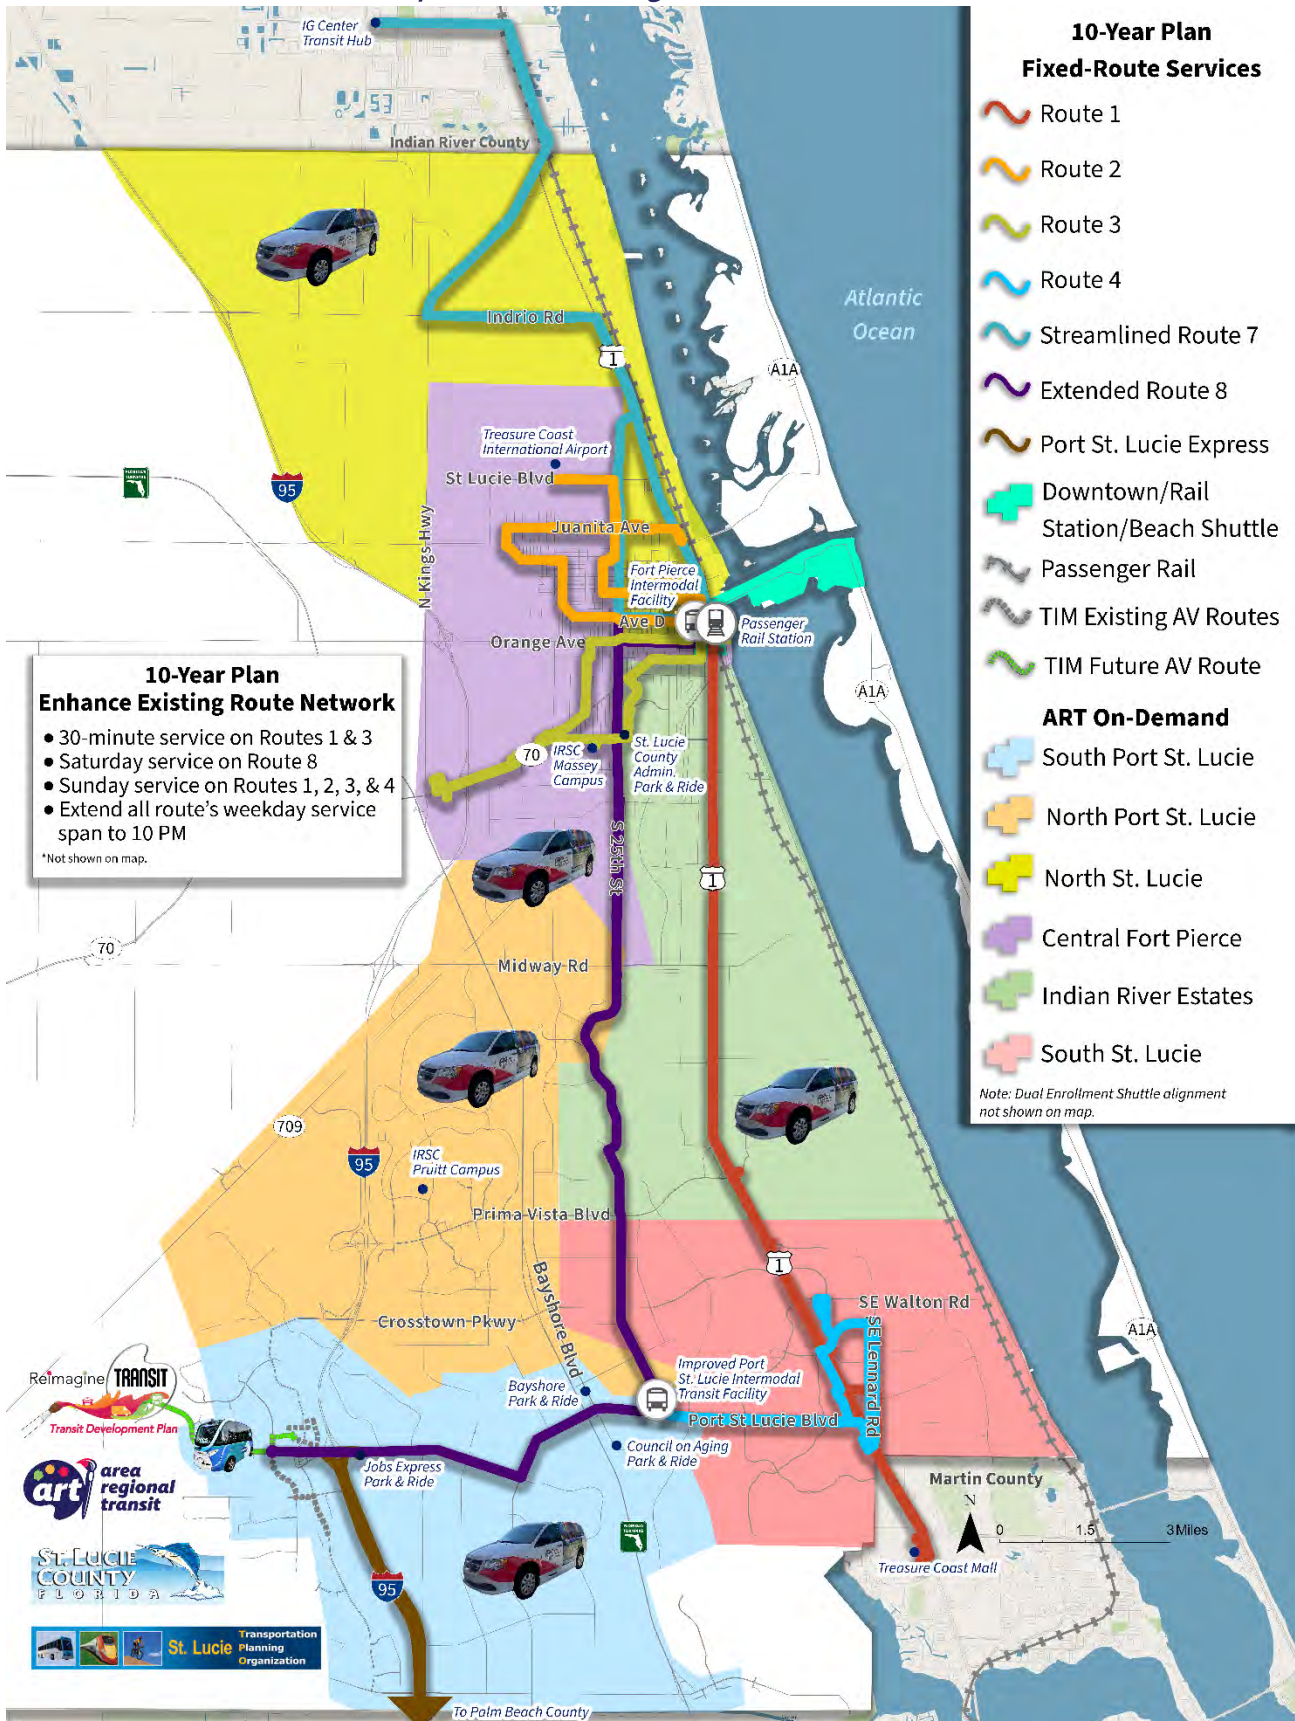 IG Center
Transit Hub
Indian River County
Indrio Rd
1
Atlantic
Ocean
A1A
Treasure Coast
International Airport
St Lucie Blvd
95
N Kings Hwy
Juanita Ave
Fort Pierce
Intermodal
Facility
Ave D
Passenger
Rail Station
Orange Ave
A1A
70
IRSC
Massey
Campus
St. Lucie
County
Admin.
Park & Ride
S 25th St
1
70
Midway Rd
709
95
IRSC
Pruitt Campus
Prima Vista Blvd
1
Bayshore Blvd
SE Walton Rd
Crosstown Pkwy
SE Lennard Rd
A1A
Improved Port
St. Lucie Intermodal
Transit Facility
Bayshore
Park & Ride
Port St Lucie Blvd
Council on Aging
Park & Ride
Jobs Express
Park & Ride
Martin County
N
0 1.5 3 Miles
Treasure Coast Mall
95
To Palm Beach County
10-Year Plan
Enhance Existing Route Network
● 30-minute service on Routes 1 & 3
● Saturday service on Route 8
● Sunday service on Routes 1, 2, 3, & 4
● Extend all route's weekday service
span to 10 PM
*Not shown on map.
10-Year Plan
Fixed-Route Services
Route 1
Route 2
Route 3
Route 4
Streamlined Route 7
Extended Route 8
Port St. Lucie Express
Downtown/Rail
Station/Beach Shuttle
Passenger Rail
TIM Existing AV Routes
TIM Future AV Route
ART On-Demand
South Port St. Lucie
North Port St. Lucie
North St. Lucie
Central Fort Pierce
Indian River Estates
South St. Lucie
Note: Dual Enrollment Shuttle alignment
not shown on map.
Reimagine TRANSIT
Transit Development Plan
art area
regional
transit
ST. LUCIE
COUNTY
FLORIDA
St. Lucie Transportation
Planning
Organization